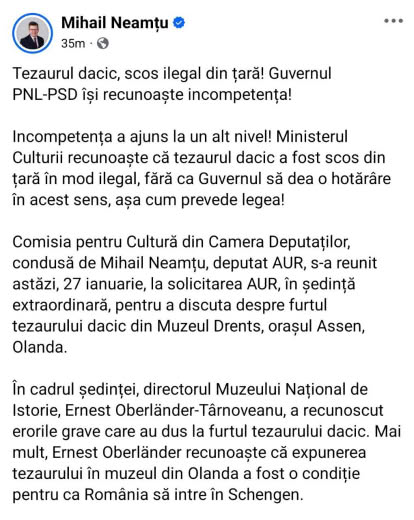 Mihail Neamțu
35m
Tezaurul dacic, scos ilegal din țară! Guvernul
PNL-PSD își recunoaște incompetența!
Incompetența a ajuns la un alt nivel! Ministerul
Culturii recunoaște că tezaurul dacic a fost scos din
țară în mod ilegal, fără ca Guvernul să dea o hotărâre
în acest sens, așa cum prevede legea!
Comisia pentru Cultură din Camera Deputaților,
condusă de Mihail Neamțu, deputat AUR, s-a reunit
astăzi, 27 ianuarie, la solicitarea AUR, în ședință
extraordinară, pentru a discuta despre furtul
tezaurului dacic din Muzeul Drents, orașul Assen,
Olanda.
În cadrul ședinței, directorul Muzeului Național de
Istorie, Ernest Oberländer-Târnoveanu, a recunoscut
erorile grave care au dus la furtul tezaurului dacic. Mai
mult, Ernest Oberländer recunoaște că expunerea
tezaurului în muzeul din Olanda a fost o condiție
pentru ca România să intre în Schengen.